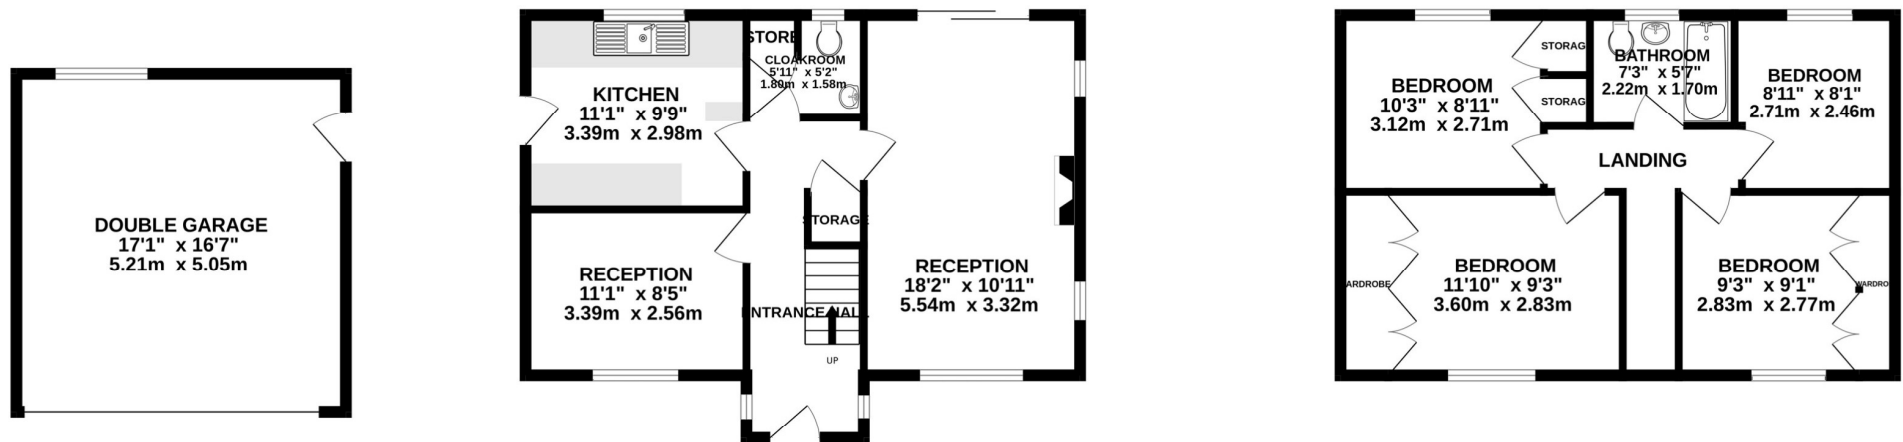 DOUBLE GARAGE
17'1" x 16'7"
5.21m x 5.05m
STORE
CLOAKROOM
5'11" x 5'2"
1.80m x 1.58m
KITCHEN
11'1" x 9'9"
3.39m x 2.98m
STORAGE
RECEPTION
11'1" x 8'5"
3.39m x 2.56m
ENTRANCE HALL
UP
RECEPTION
18'2" x 10'11"
5.54m x 3.32m
BEDROOM
10'3" x 8'11"
3.12m x 2.71m
STORAG
STORAG
BATHROOM
7'3" x 5'7"
2.22m x 1.70m
BEDROOM
8'11" x 8'1"
2.71m x 2.46m
LANDING
ARDROBE
BEDROOM
11'10" x 9'3"
3.60m x 2.83m
BEDROOM
9'3" x 9'1"
2.83m x 2.77m
WARDRO